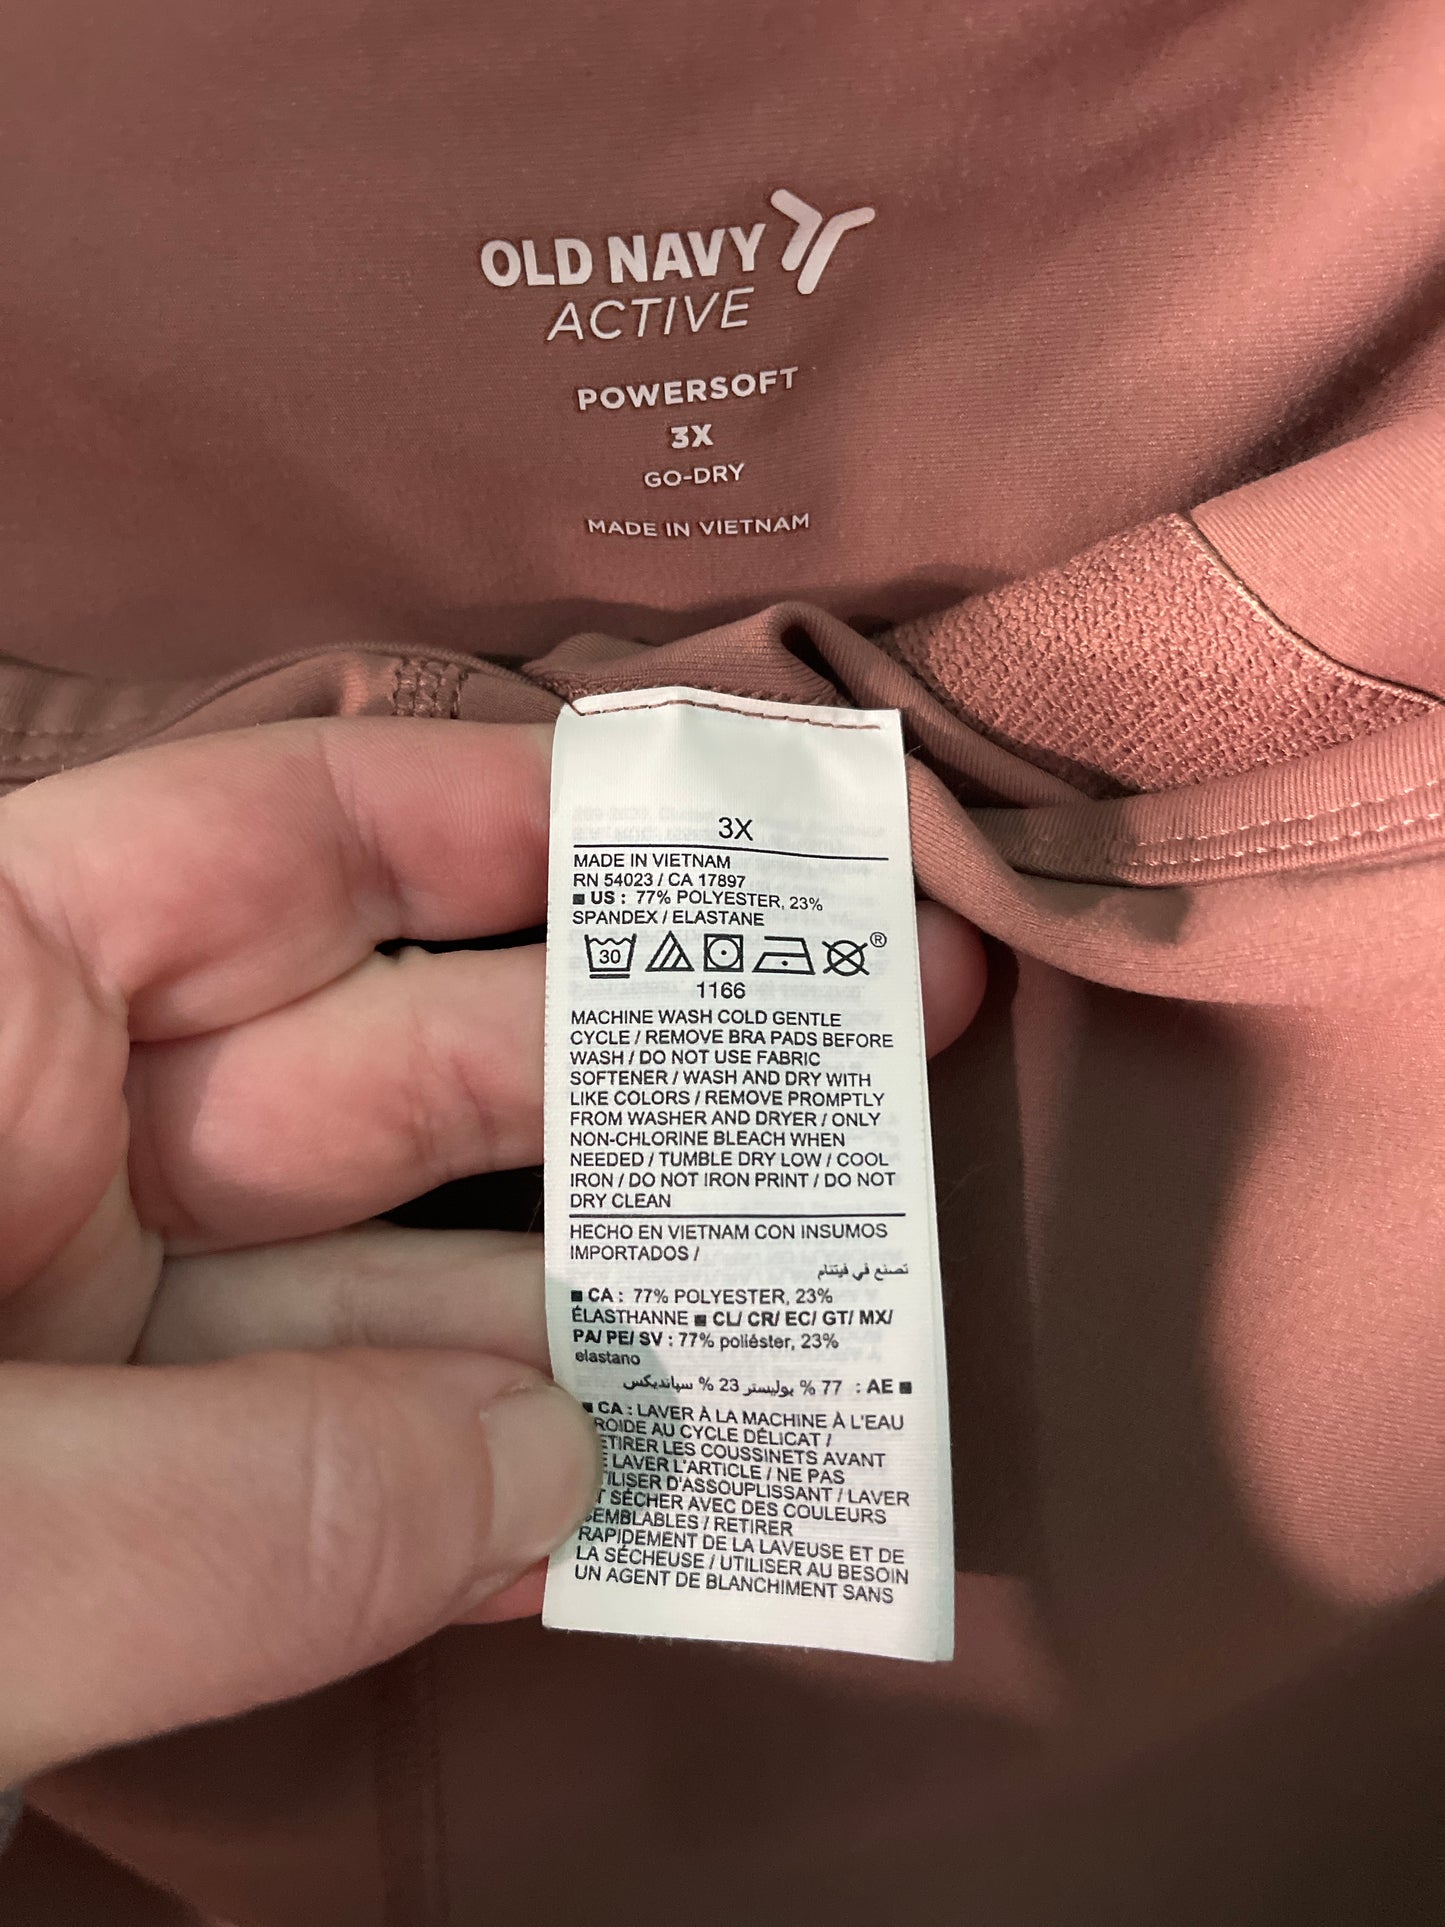 OLD NAVY
ACTIVE
POWERSOFT
3X
GO-DRY
MADE IN VIETNAM
3X
MADE IN VIETNAM
RN 54023 / CA 17897
■ US : 77% POLYESTER, 23%
SPANDEX / ELASTANE
30 ®
1166
MACHINE WASH COLD GENTLE
CYCLE / REMOVE BRA PADS BEFORE
WASH / DO NOT USE FABRIC
SOFTENER / WASH AND DRY WITH
LIKE COLORS / REMOVE PROMPTLY
FROM WASHER AND DRYER / ONLY
NON-CHLORINE BLEACH WHEN
NEEDED / TUMBLE DRY LOW / COOL
IRON / DO NOT IRON PRINT / DO NOT
DRY CLEAN
HECHO EN VIETNAM CON INSUMOS
IMPORTADOS /
تصنع في فيتنام
■ CA : 77% POLYESTER, 23%
ÉLASTHANNE ■ CL/ CR/ EC/ GT/ MX/
PA/ PE/ SV : 77% poliéster, 23%
elastano
■ AE : 77 % بوليستر 23 % سباندیكس
■ CA : LAVER À LA MACHINE À L'EAU
ROIDE AU CYCLE DÉLICAT /
ETIRER LES COUSSINETS AVANT
E LAVER L'ARTICLE / NE PAS
TILISER D'ASSOUPLISSANT / LAVER
T SÉCHER AVEC DES COULEURS
SEMBLABLES / RETIRER
RAPIDEMENT DE LA LAVEUSE ET DE
LA SÉCHEUSE / UTILISER AU BESOIN
UN AGENT DE BLANCHIMENT SANS